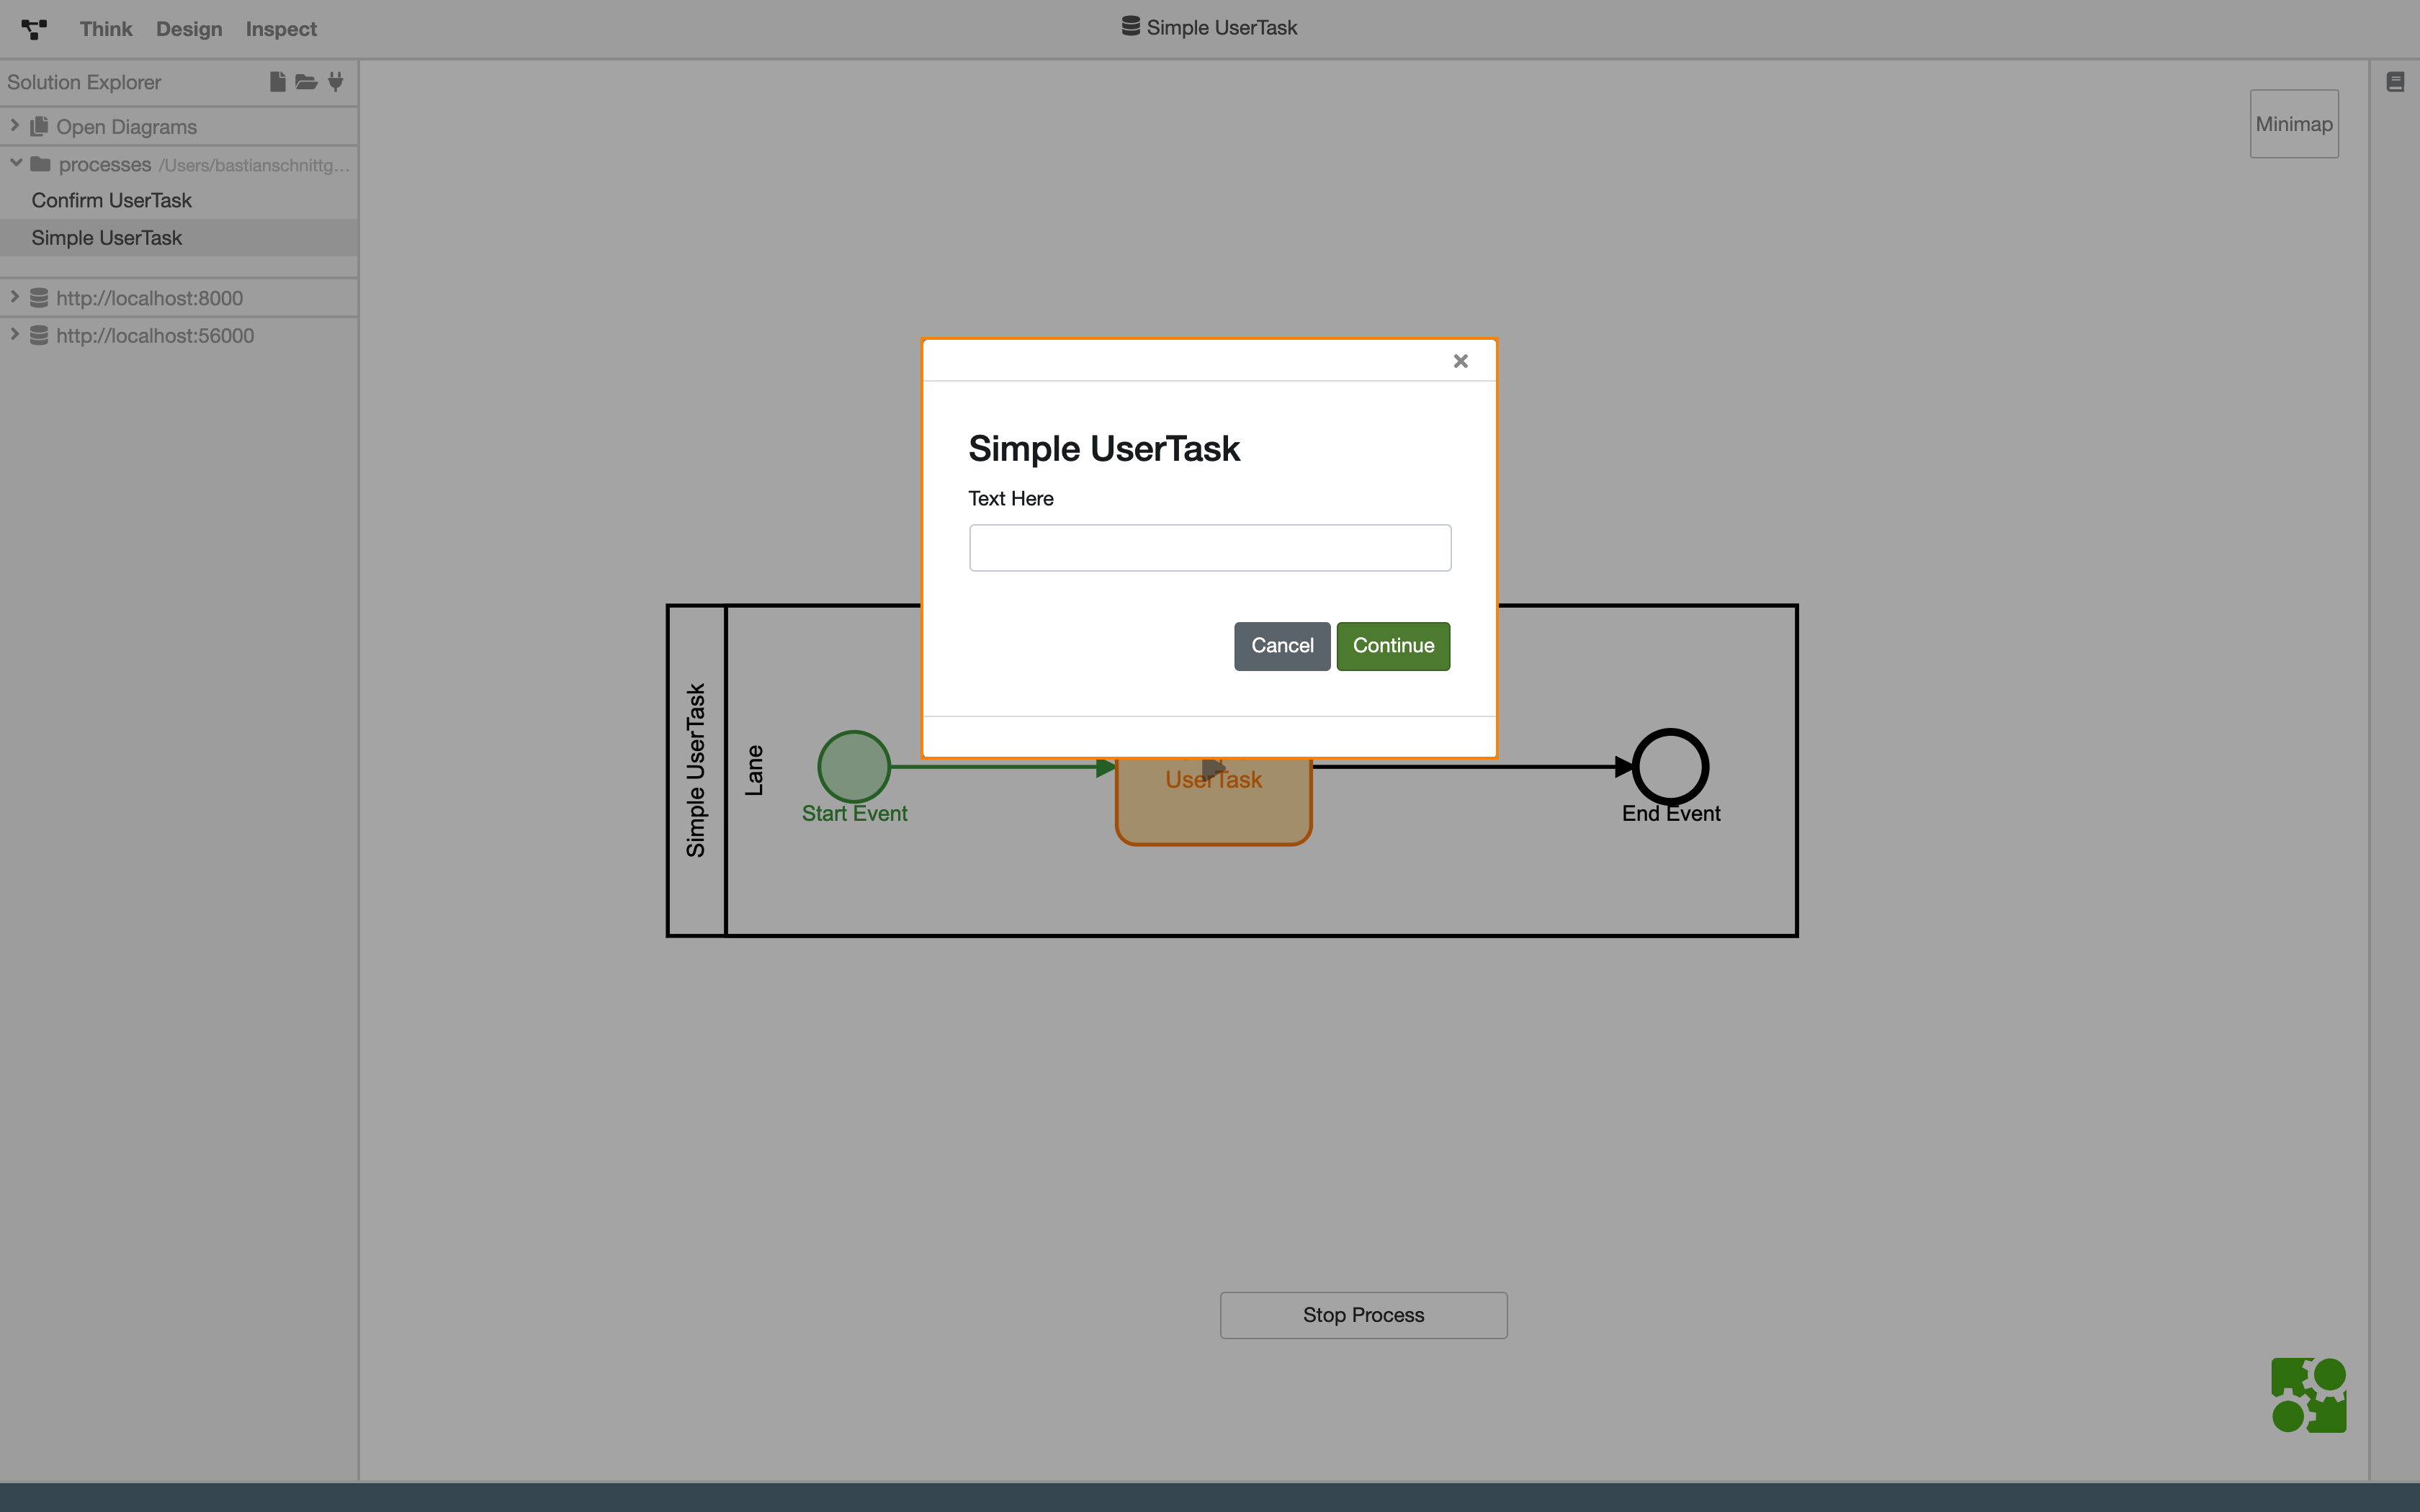 Think Design Inspect
Simple UserTask
Solution Explorer
Open Diagrams
processes /Users/bastianschnittg...
Confirm UserTask
Simple UserTask
http://localhost:8000
http://localhost:56000
Minimap
Simple UserTask
Text Here
Cancel Continue
Simple UserTask
Lane
Start Event
UserTask
End Event
Stop Process